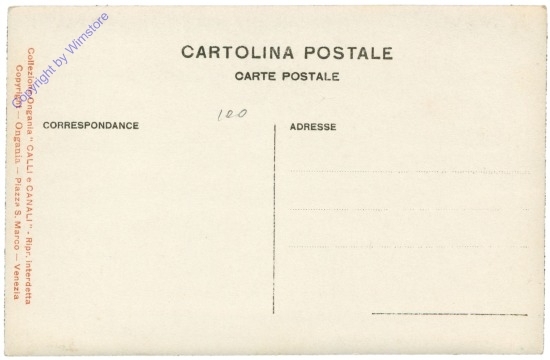 CARTOLINA POSTALE
CARTE POSTALE
100
CORRESPONDANCE
ADRESSE
Collezione Ongania "CALLI e CANALI" - Ripr. interdetta
Copyright — Ongania — Piazza S. Marco — Venezia
Copyright by Wimstore